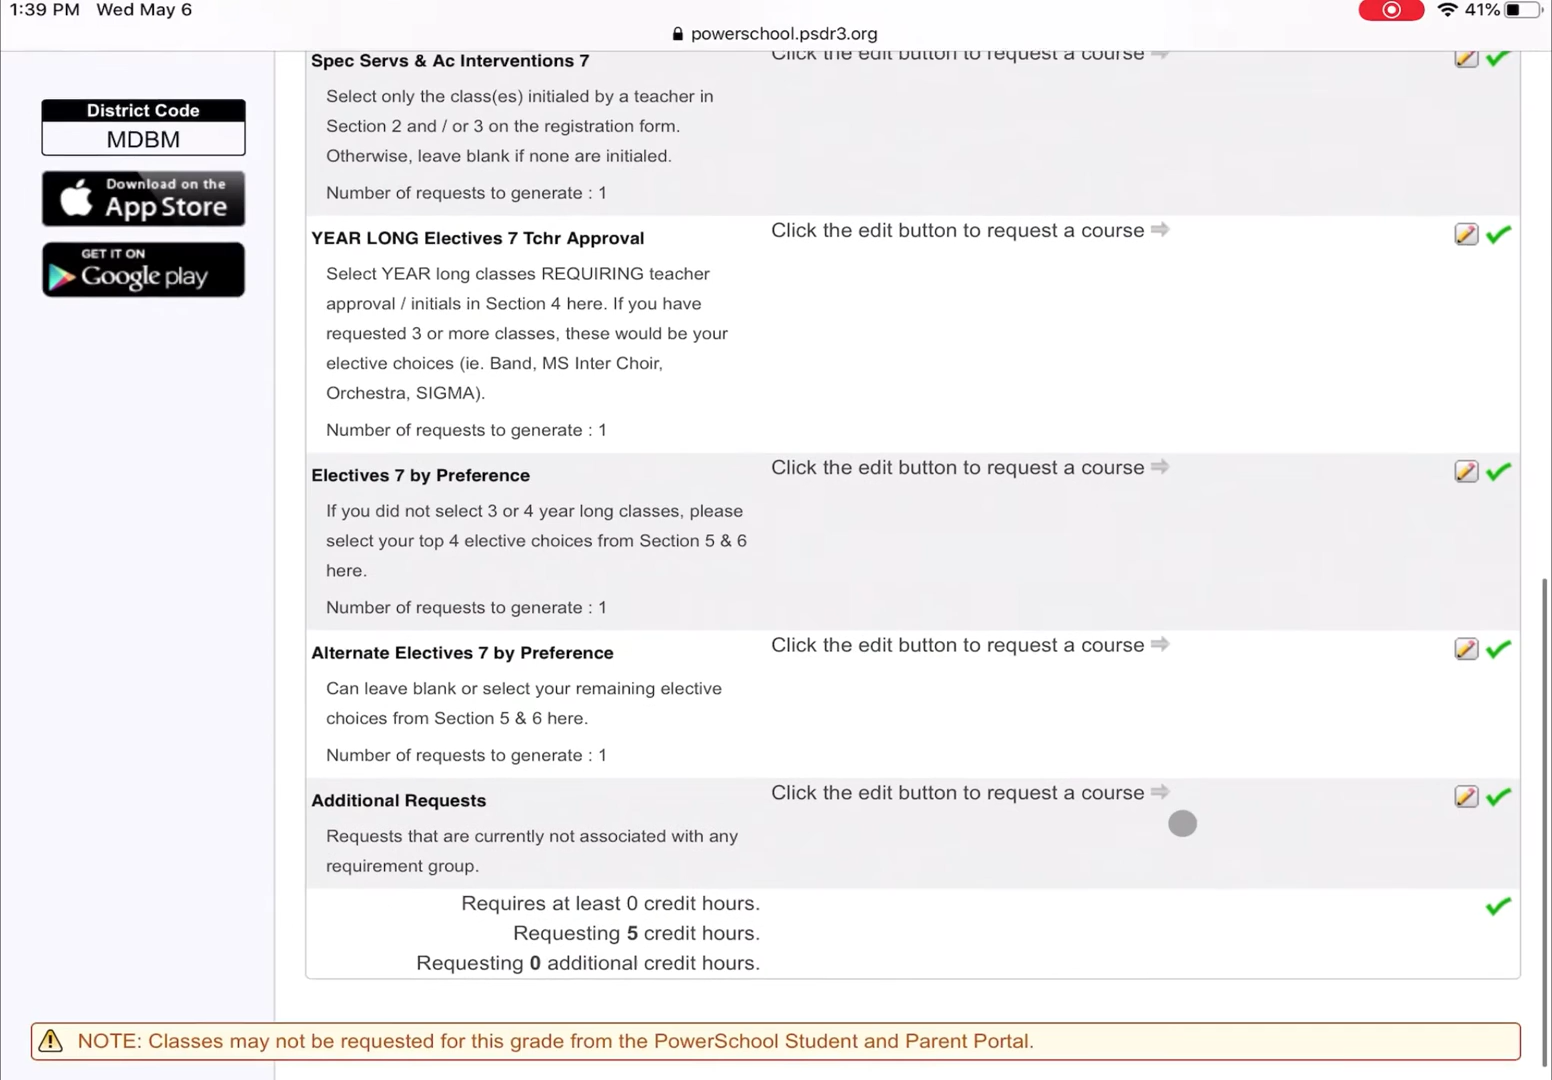 1:39 PM Wed May 6
41%
powerschool.psdr3.org
District Code
MDBM
Download on the
App Store
GET IT ON
Google play
Spec Servs & Ac Interventions 7
Click the edit button to request a course
Select only the class(es) initialed by a teacher in
Section 2 and / or 3 on the registration form.
Otherwise, leave blank if none are initialed.
Number of requests to generate : 1
YEAR LONG Electives 7 Tchr Approval
Click the edit button to request a course
Select YEAR long classes REQUIRING teacher
approval / initials in Section 4 here. If you have
requested 3 or more classes, these would be your
elective choices (ie. Band, MS Inter Choir,
Orchestra, SIGMA).
Number of requests to generate : 1
Electives 7 by Preference
Click the edit button to request a course
If you did not select 3 or 4 year long classes, please
select your top 4 elective choices from Section 5 & 6
here.
Number of requests to generate : 1
Alternate Electives 7 by Preference
Click the edit button to request a course
Can leave blank or select your remaining elective
choices from Section 5 & 6 here.
Number of requests to generate : 1
Additional Requests
Click the edit button to request a course
Requests that are currently not associated with any
requirement group.
Requires at least 0 credit hours.
Requesting 5 credit hours.
Requesting 0 additional credit hours.
NOTE: Classes may not be requested for this grade from the PowerSchool Student and Parent Portal.